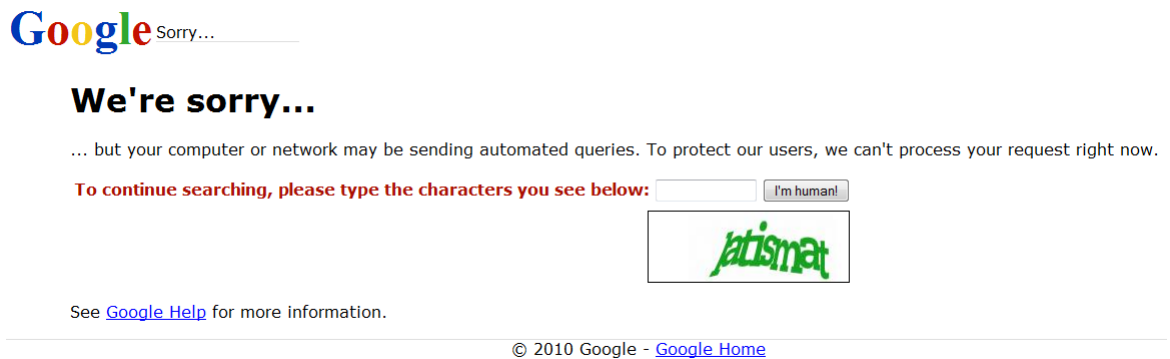 Google Sorry...
We're sorry...
... but your computer or network may be sending automated queries. To protect our users, we can't process your request right now.
To continue searching, please type the characters you see below: I'm human!
jatismat
See Google Help for more information.
© 2010 Google - Google Home